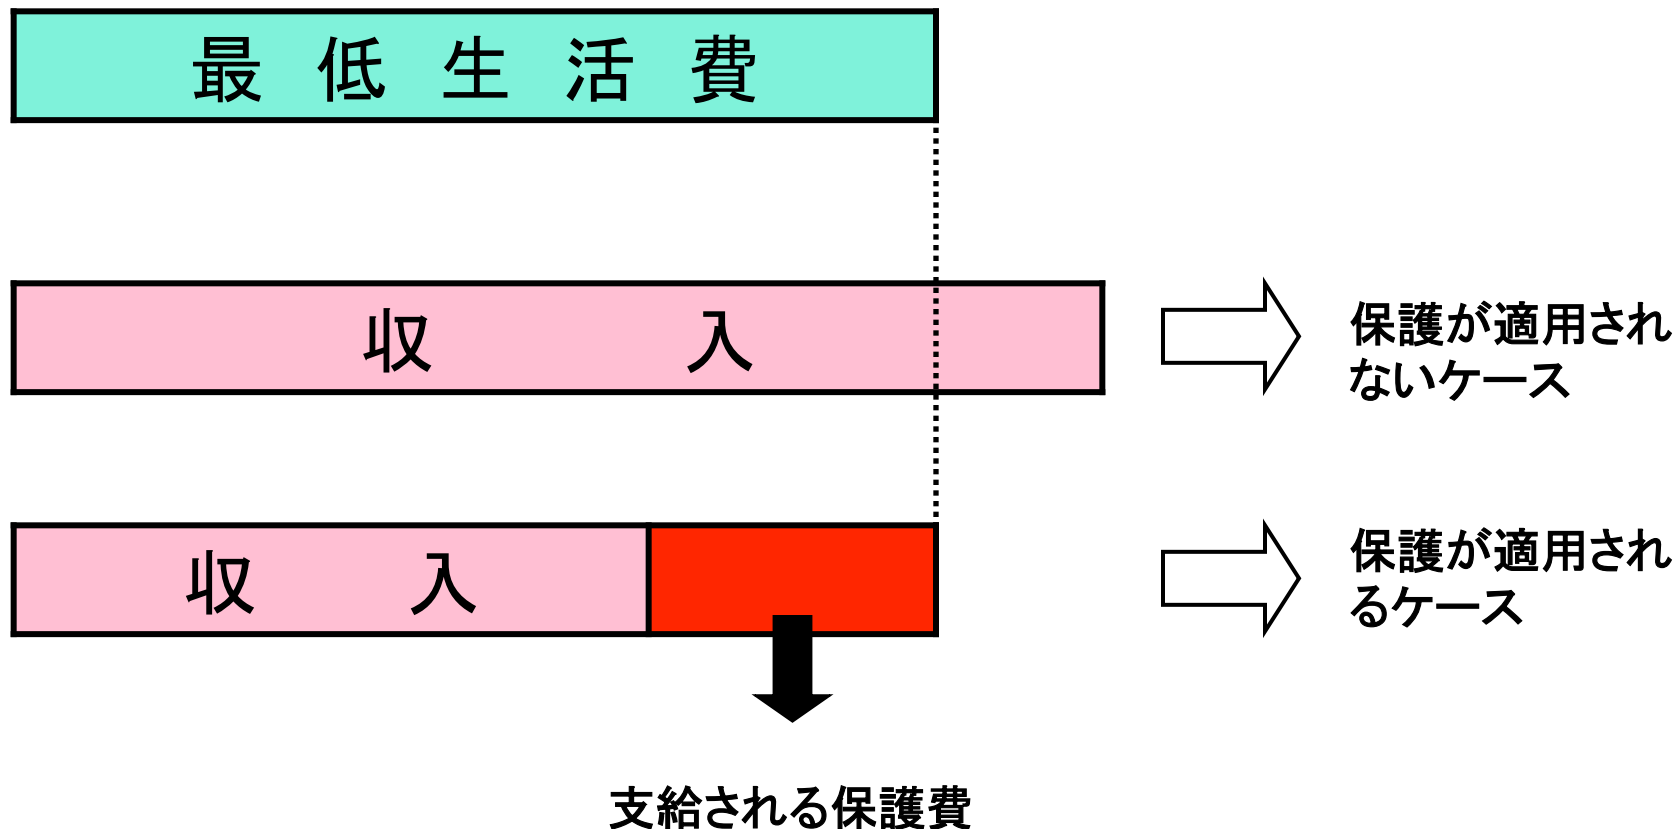 最低生活費
収入
保護が適用され
ないケース
収入
保護が適用され
るケース
支給される保護費